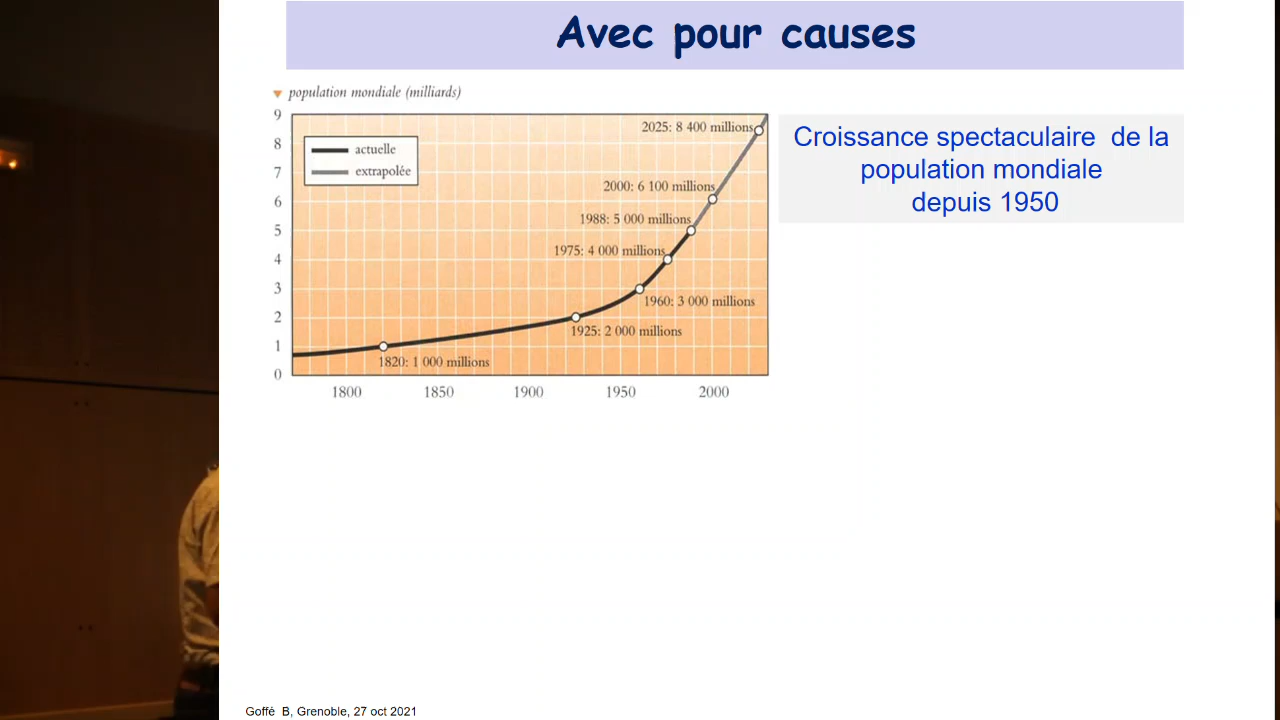 Avec pour causes
population mondiale (milliards)
9
8
7
6
5
4
3
2
1
0
actuelle
extrapolée
2025: 8 400 millions
2000: 6 100 millions
1988: 5 000 millions
1975: 4 000 millions
1960: 3 000 millions
1925: 2 000 millions
1820: 1 000 millions
1800
1850
1900
1950
2000
Croissance spectaculaire de la
population mondiale
depuis 1950
Goffé B, Grenoble, 27 oct 2021